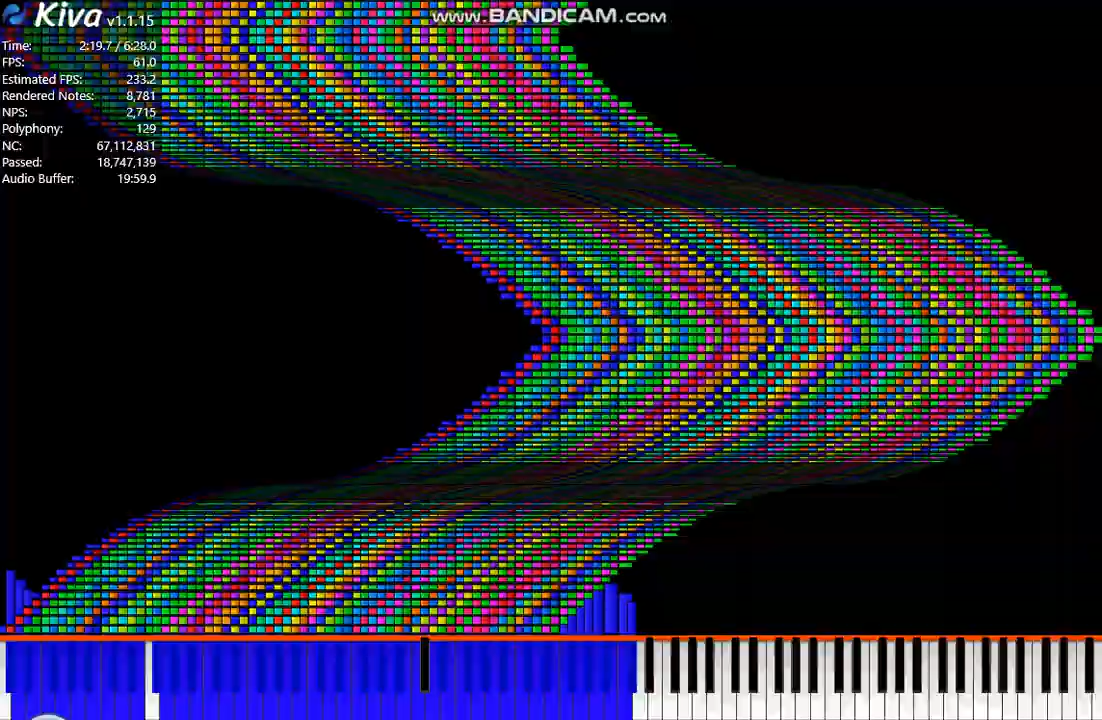 Kiva v1.1.15
www.BANDICAM.com
Time: 2:19.7 / 6:28.0
FPS: 61.0
Estimated FPS: 233.2
Rendered Notes: 8,781
NPS: 2,715
Polyphony: 129
NC: 67,112,831
Passed: 18,747,139
Audio Buffer: 19:59.9